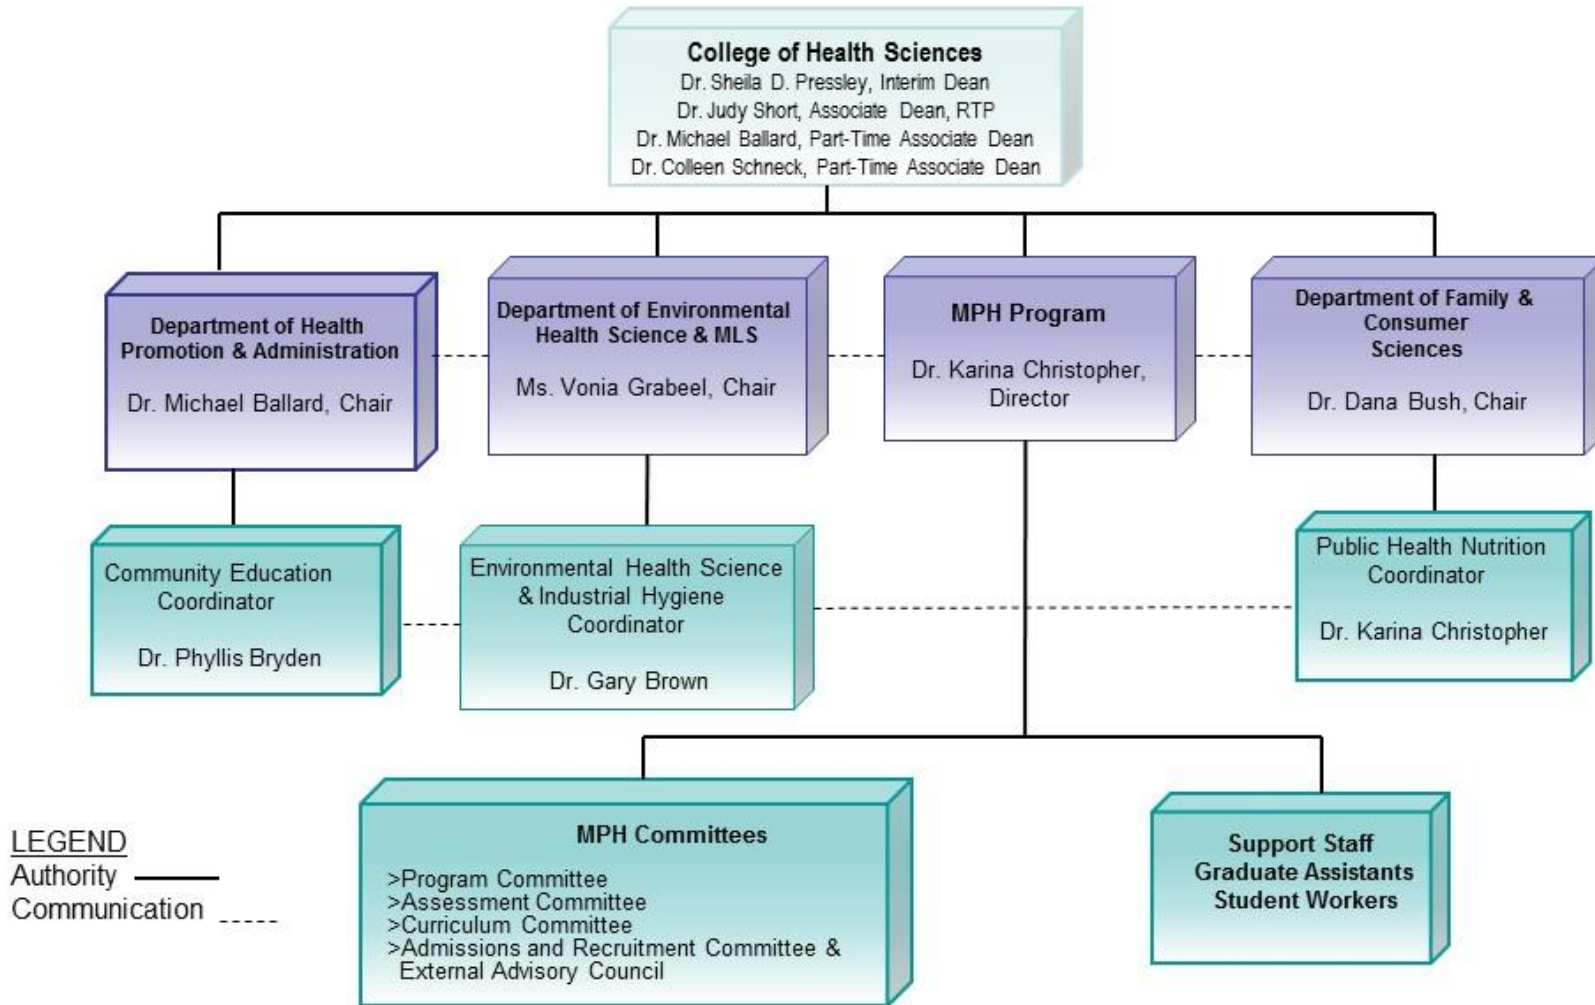 College of Health Sciences
Dr. Sheila D. Pressley, Interim Dean
Dr. Judy Short, Associate Dean, RTP
Dr. Michael Ballard, Part-Time Associate Dean
Dr. Colleen Schneck, Part-Time Associate Dean
Department of Health
Promotion & Administration
Dr. Michael Ballard, Chair
Department of Environmental
Health Science & MLS
Ms. Vonia Grabeel, Chair
MPH Program
Dr. Karina Christopher,
Director
Department of Family &
Consumer
Sciences
Dr. Dana Bush, Chair
Community Education
Coordinator
Dr. Phyllis Bryden
Environmental Health Science
& Industrial Hygiene
Coordinator
Dr. Gary Brown
Public Health Nutrition
Coordinator
Dr. Karina Christopher
MPH Committees
>Program Committee
>Assessment Committee
>Curriculum Committee
>Admissions and Recruitment Committee &
External Advisory Council
Support Staff
Graduate Assistants
Student Workers
LEGEND
Authority
Communication